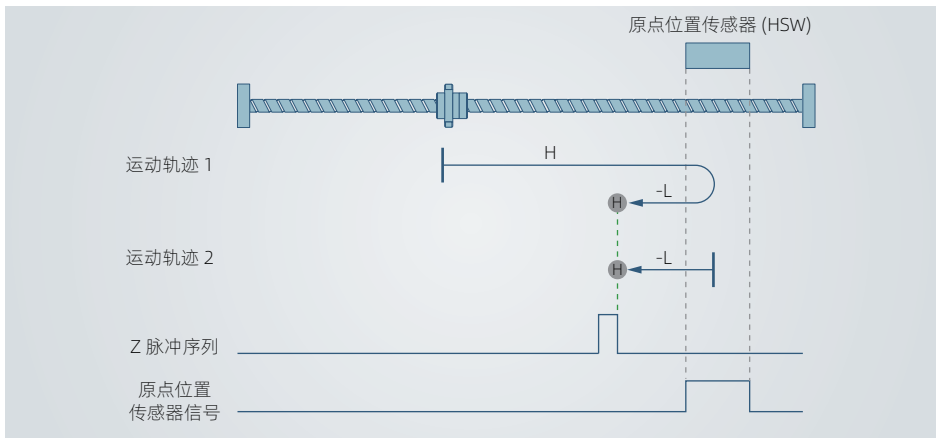 原点位置传感器 (HSW)
运动轨迹 1
H
-L
H
运动轨迹 2
-L
H
Z 脉冲序列
原点位置
传感器信号